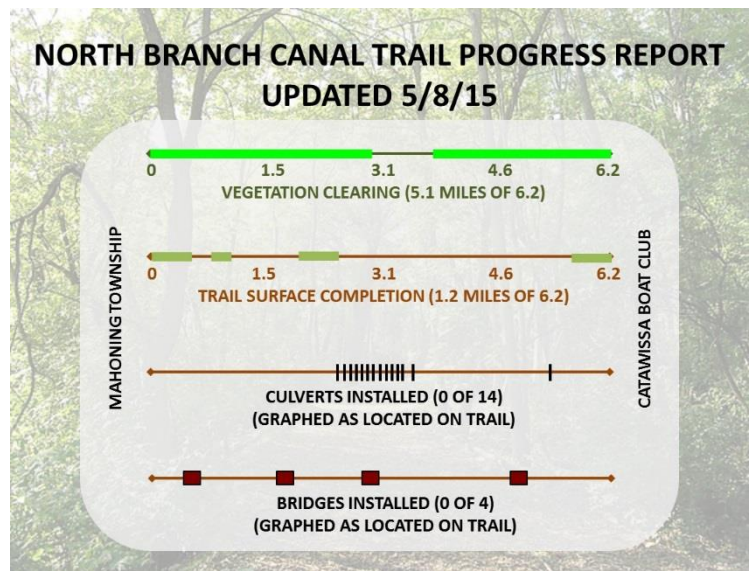 NORTH BRANCH CANAL TRAIL PROGRESS REPORT
UPDATED 5/8/15
0 1.5 3.1 4.6 6.2
VEGETATION CLEARING (5.1 MILES OF 6.2)
MAHONING TOWNSHIP
CATAWISSA BOAT CLUB
0 1.5 3.1 4.6 6.2
TRAIL SURFACE COMPLETION (1.2 MILES OF 6.2)
CULVERTS INSTALLED (0 OF 14)
(GRAPHED AS LOCATED ON TRAIL)
BRIDGES INSTALLED (0 OF 4)
(GRAPHED AS LOCATED ON TRAIL)